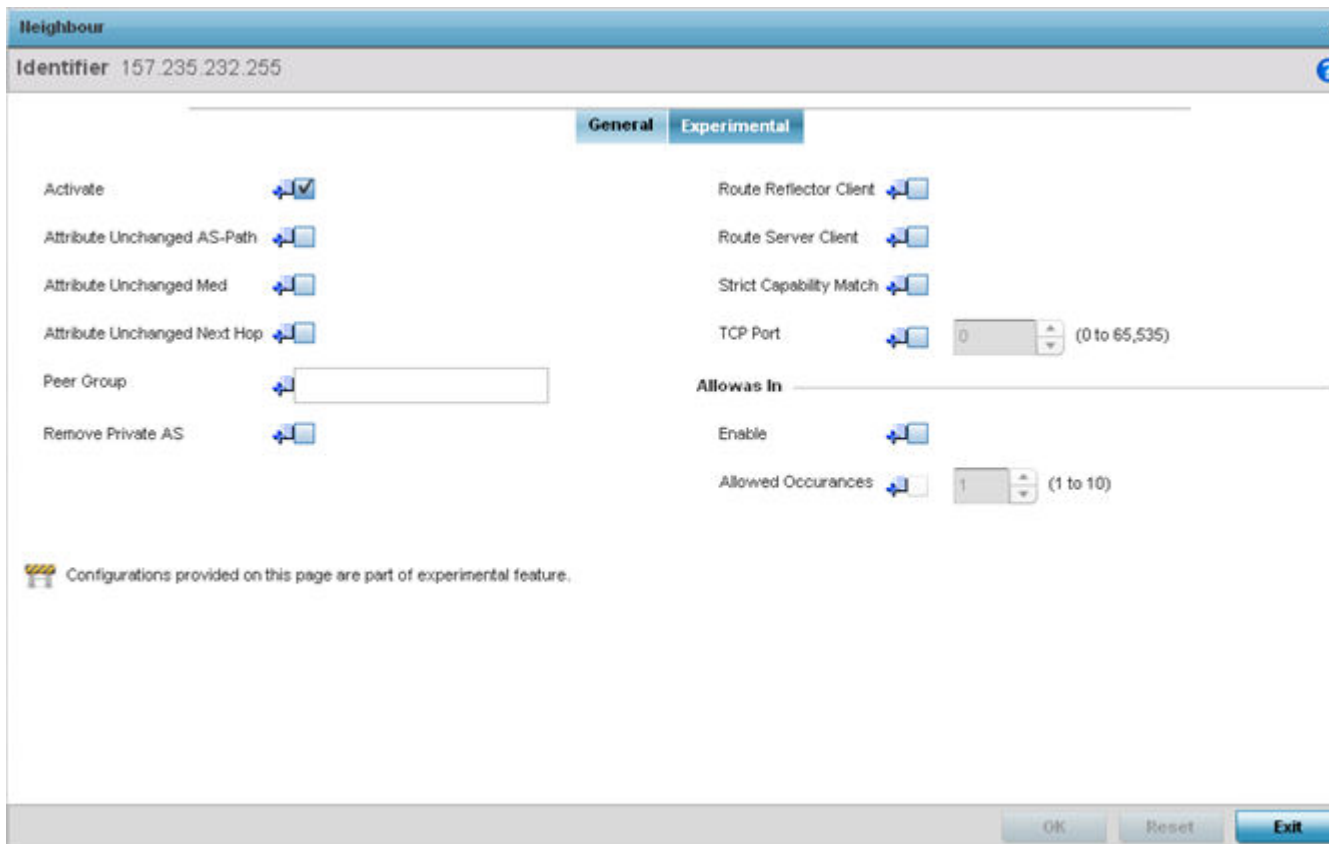 Neighbour
Identifier 157.235.232.255
General Experimental
Activate
Attribute Unchanged AS-Path
Attribute Unchanged Med
Attribute Unchanged Next Hop
Peer Group
Remove Private AS
Route Reflector Client
Route Server Client
Strict Capability Match
TCP Port 0 (0 to 65,535)
Allowas In
Enable
Allowed Occurances 1 (1 to 10)
Configurations provided on this page are part of experimental feature.
OK Reset Exit